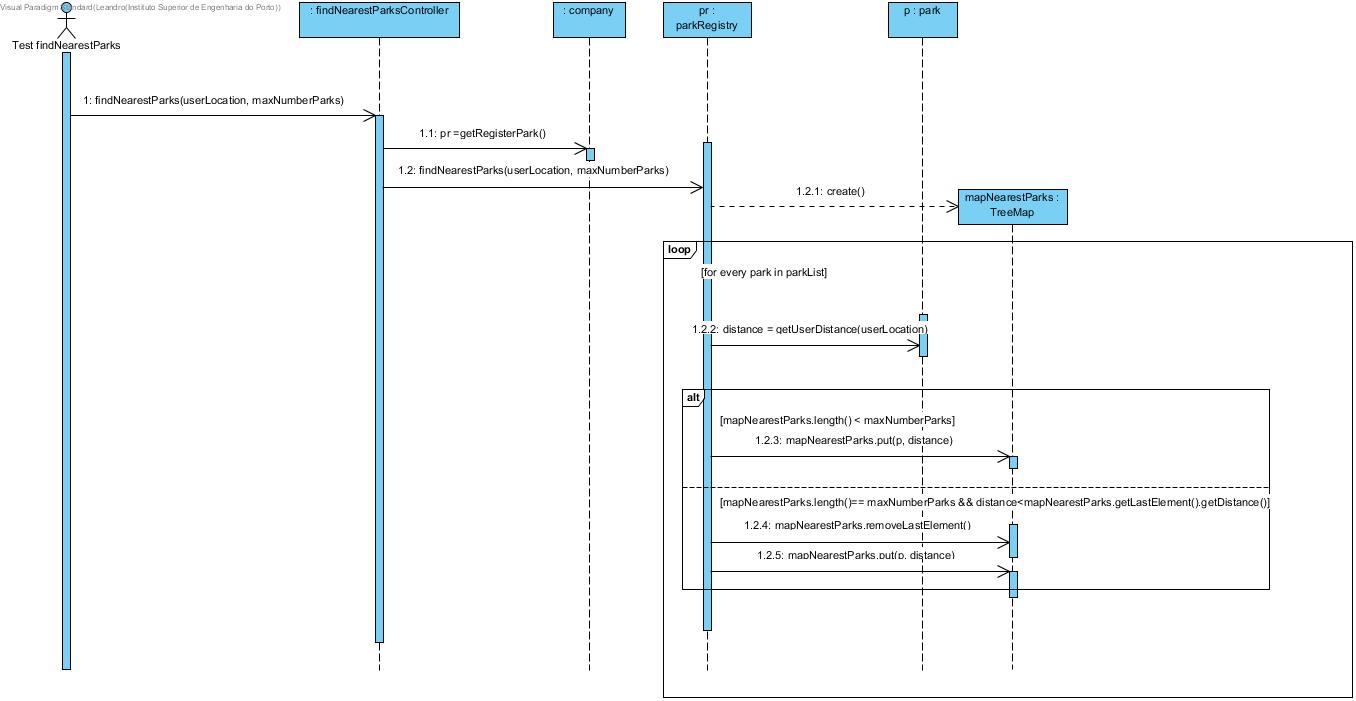 Visual Paradigm Standard(Leandro(Instituto Superior de Engenharia do Porto))
: findNearestParksController
: company
pr :
parkRegistry
p : park
Test findNearestParks
1: findNearestParks(userLocation, maxNumberParks)
1.1: pr =getRegisterPark()
1.2: findNearestParks(userLocation, maxNumberParks)
1.2.1: create()
mapNearestParks :
TreeMap
loop
[for every park in parkList]
1.2.2: distance = getUserDistance(userLocation)
alt
[mapNearestParks.length() < maxNumberParks]
1.2.3: mapNearestParks.put(p, distance)
[mapNearestParks.length()== maxNumberParks && distance<mapNearestParks.getLastElement().getDistance()]
1.2.4: mapNearestParks.removeLastElement()
1.2.5: mapNearestParks.put(p, distance)